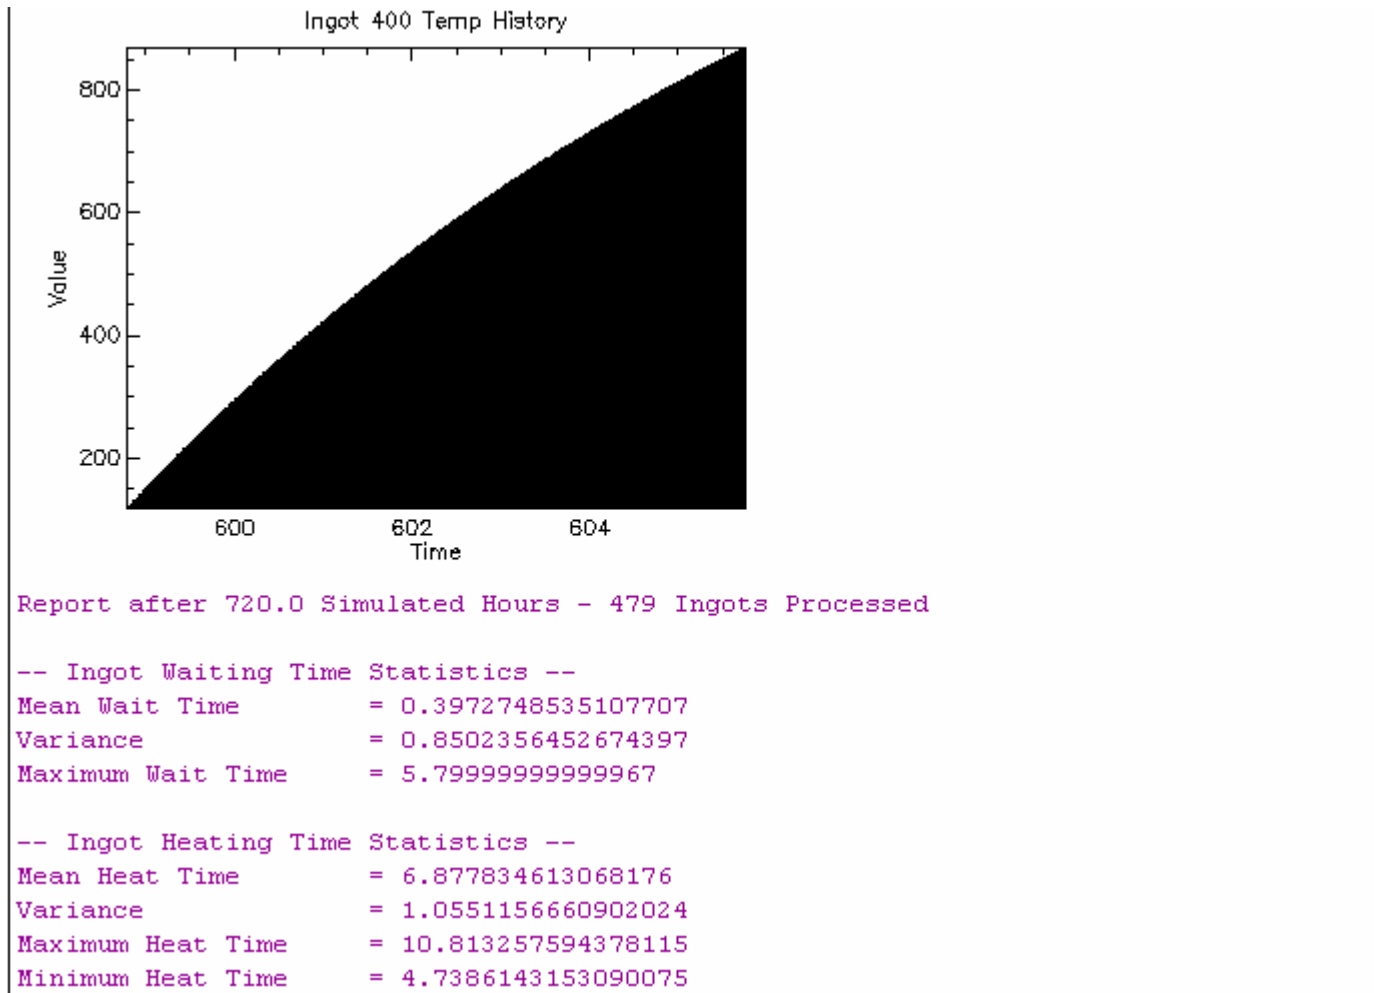 Ingot 400 Temp History
800
600
400
200
Value
600 602 604
Time
Report after 720.0 Simulated Hours - 479 Ingots Processed
-- Ingot Waiting Time Statistics --
Mean Wait Time = 0.3972748535107707
Variance = 0.8502356452674397
Maximum Wait Time = 5.79999999999967
-- Ingot Heating Time Statistics --
Mean Heat Time = 6.877834613068176
Variance = 1.0551156660902024
Maximum Heat Time = 10.813257594378115
Minimum Heat Time = 4.7386143153090075